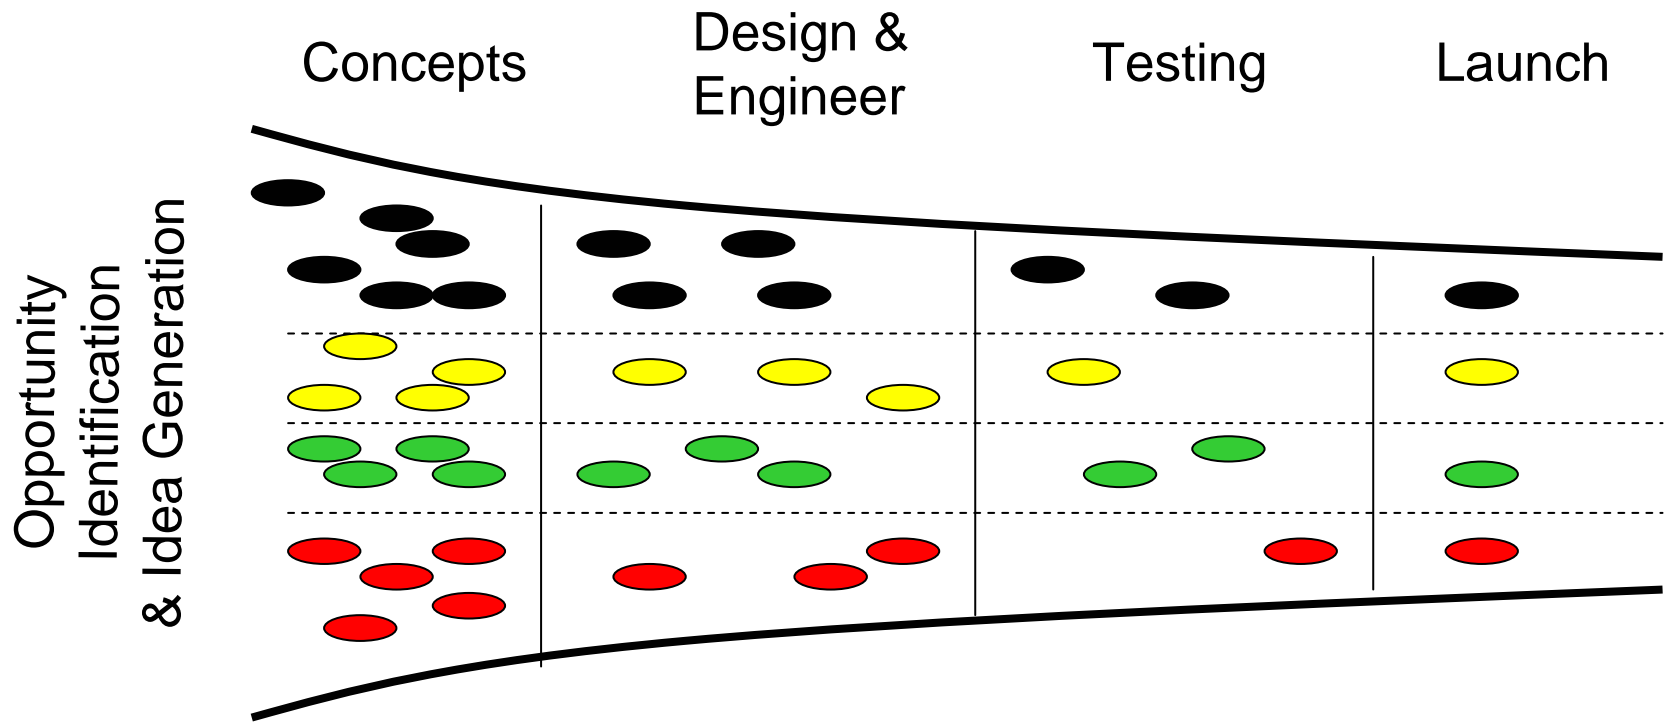 Concepts
Design &
Engineer
Testing
Launch
Opportunity
Identification
& Idea Generation